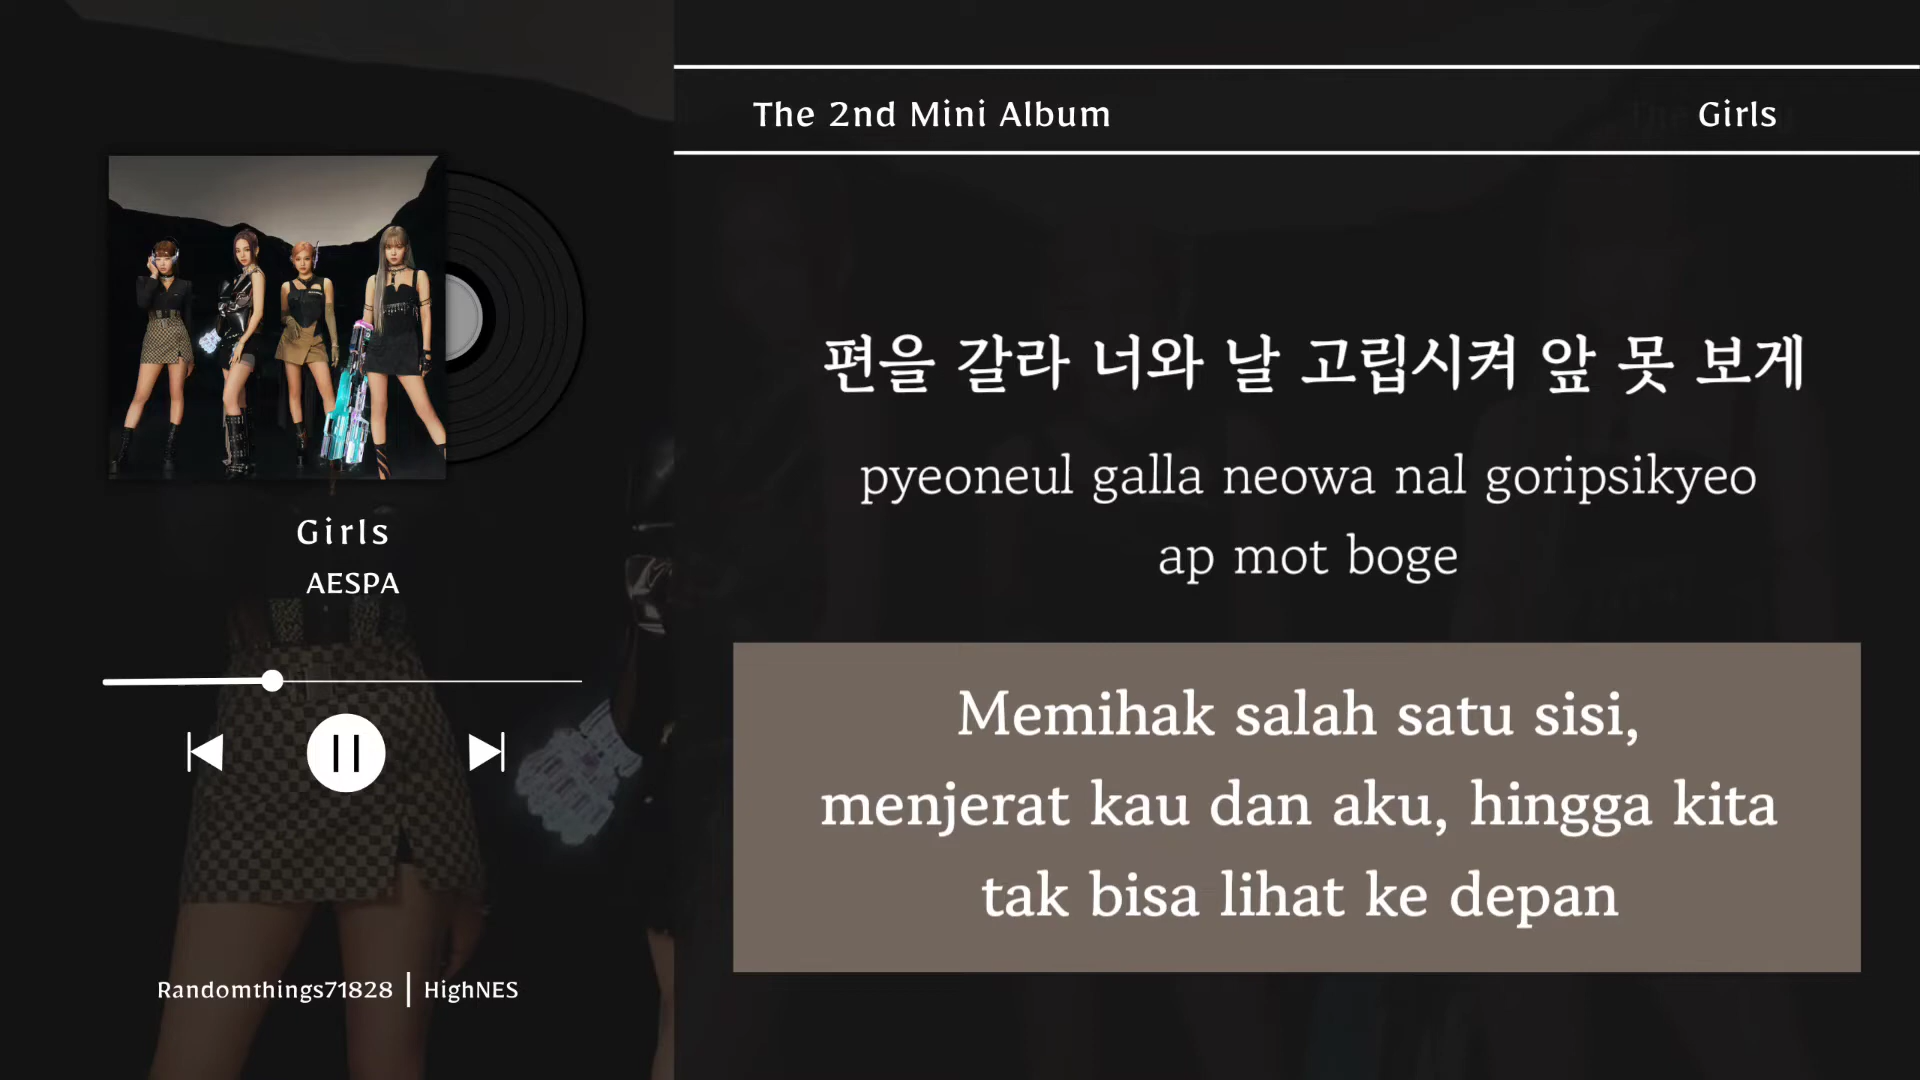 The 2nd Mini Album
Girls
편을 갈라 너와 날 고립시켜 앞 못 보게
pyeoneul galla neowa nal goripsikyeo
ap mot boge
Girls
AESPA
Memihak salah satu sisi,
menjerat kau dan aku, hingga kita
tak bisa lihat ke depan
Randomthings71828 | HighNES